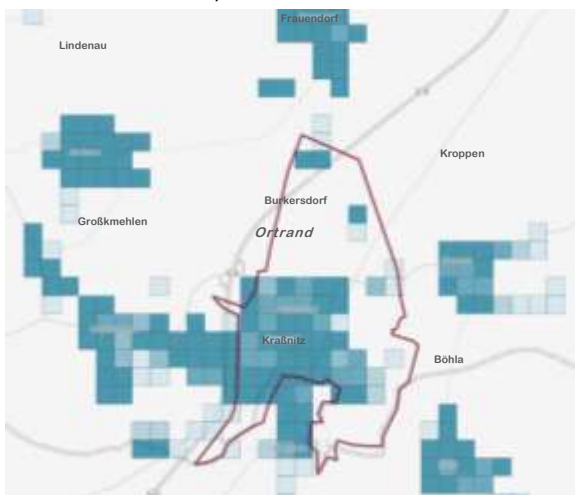 Frauendorf
Lindenau
Kroppen
Burkersdorf
Großkmehlen
Ortrand
Kraßnitz
Böhla